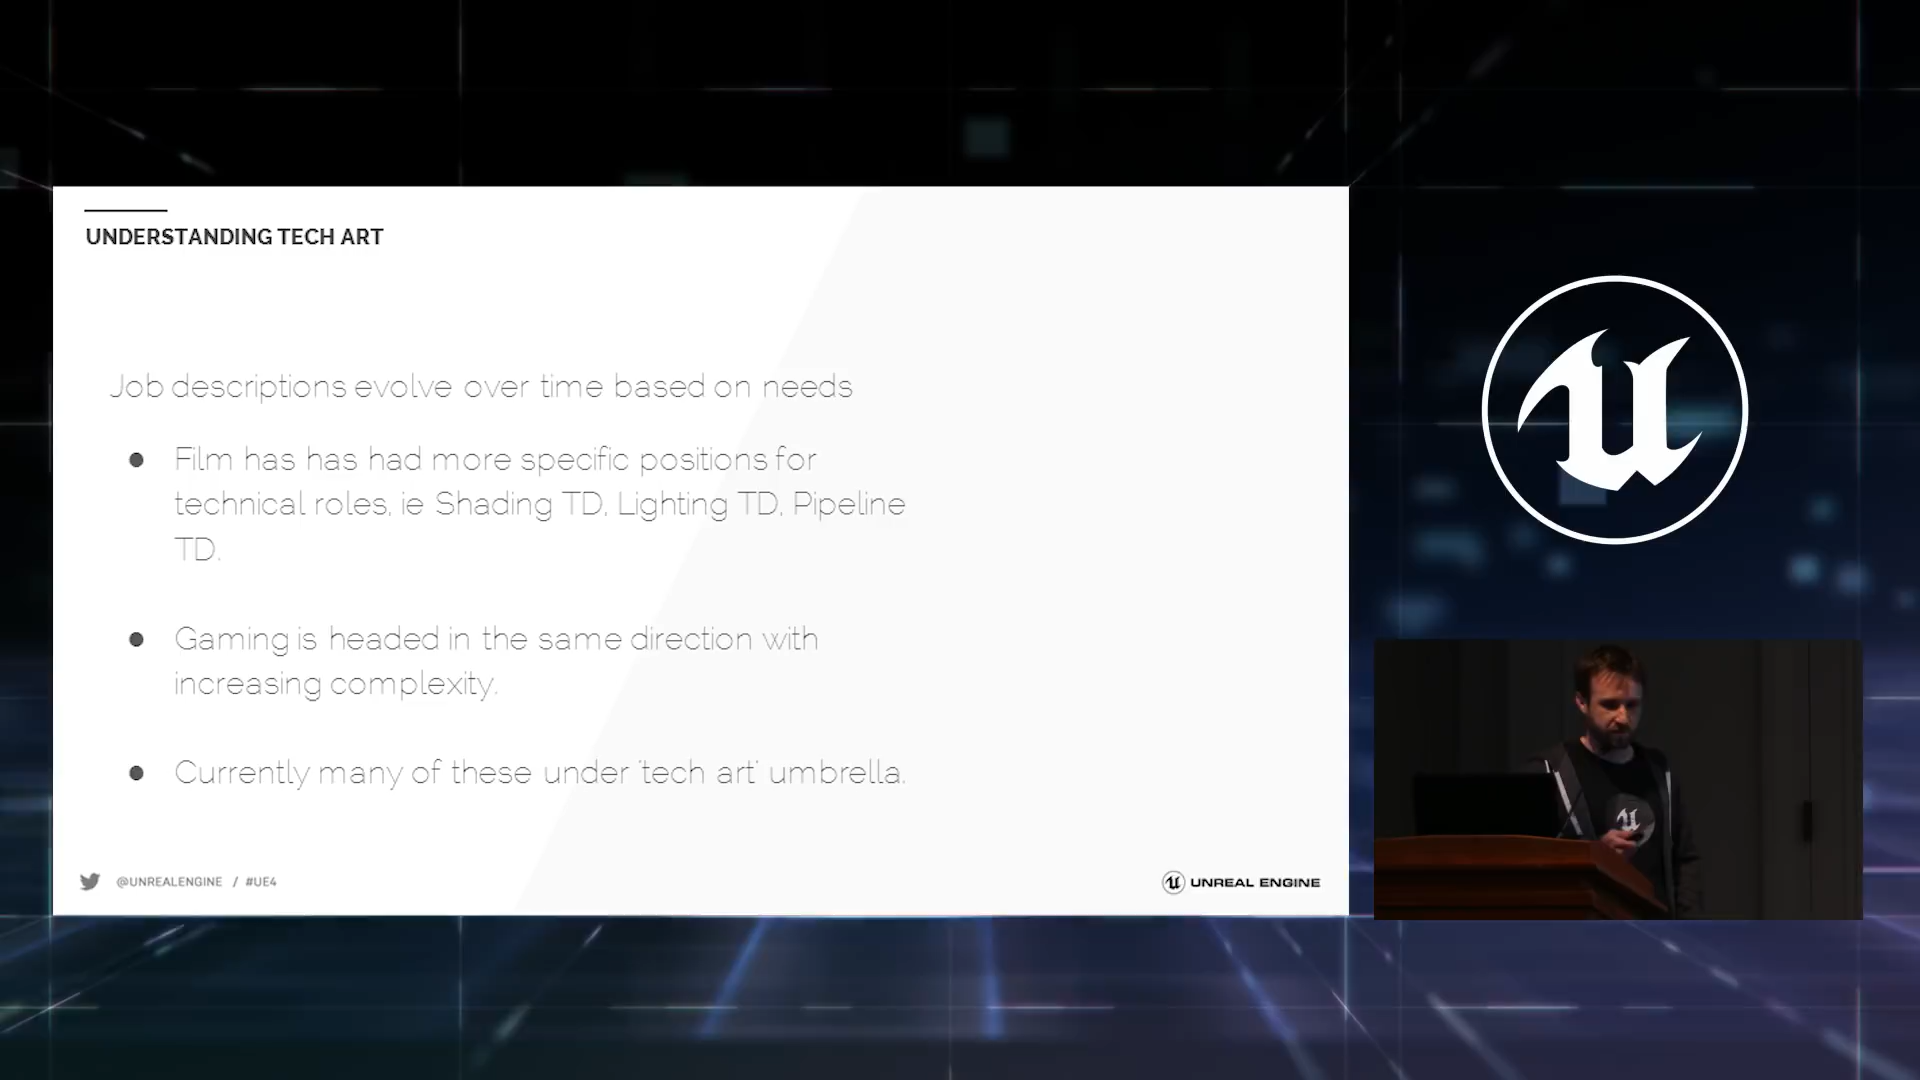 UNDERSTANDING TECH ART
Job descriptions evolve over time based on needs
● Film has has had more specific positions for
technical roles, ie Shading TD, Lighting TD, Pipeline
TD.
● Gaming is headed in the same direction with
increasing complexity.
● Currently many of these under 'tech art' umbrella.
@UNREALENGINE / #UE4
UNREAL ENGINE